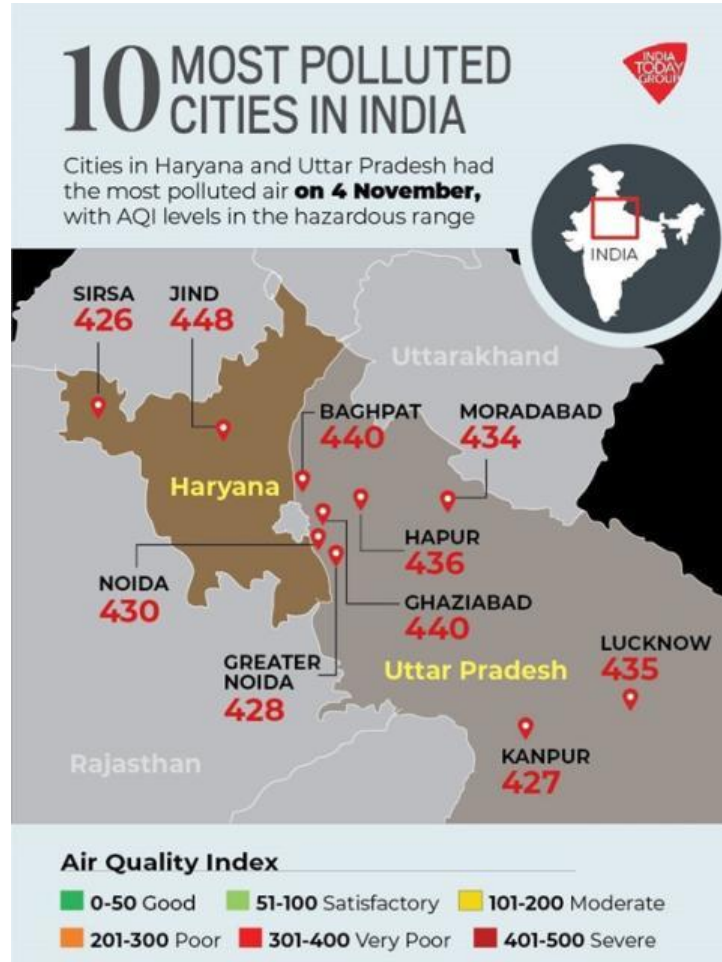 10 MOST POLLUTED
CITIES IN INDIA
INDIA
TODAY
GROUP
Cities in Haryana and Uttar Pradesh had
the most polluted air on 4 November,
with AQI levels in the hazardous range
INDIA
SIRSA
426
JIND
448
Uttarakhand
BAGHPAT
440
MORADABAD
434
Haryana
HAPUR
436
NOIDA
430
GHAZIABAD
440
GREATER
NOIDA
428
Uttar Pradesh
LUCKNOW
435
KANPUR
427
Rajasthan
Air Quality Index
0-50 Good 51-100 Satisfactory 101-200 Moderate
201-300 Poor 301-400 Very Poor 401-500 Severe